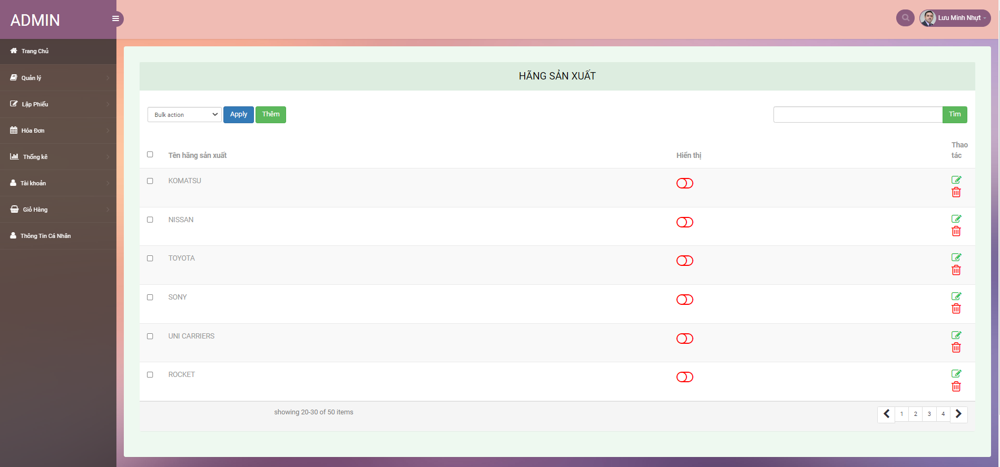 ADMIN
Lưu Minh Nhựt
Trang Chủ
Quản lý
Lập Phiếu
Hóa Đơn
Thống kê
Tài khoản
Giỏ Hàng
Thông Tin Cá Nhân
HÃNG SẢN XUẤT
Bulk action Apply Thêm Tìm
Tên hãng sản xuất Hiển thị Thao tác
KOMATSU
NISSAN
TOYOTA
SONY
UNI CARRIERS
ROCKET
showing 20-30 of 50 items 1 2 3 4